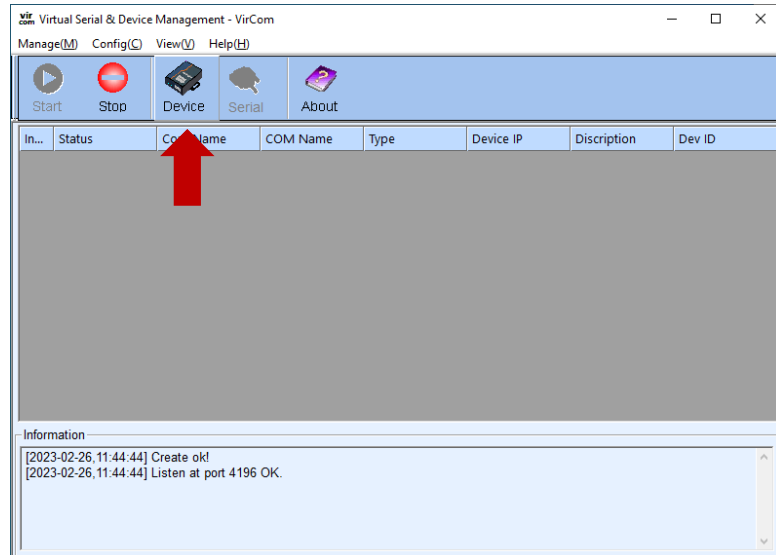 vir com Virtual Serial & Device Management - VirCom
Manage(M) Config(C) View(V) Help(H)
Start Stop Device Serial About
In... Status COM Name Type Device IP Discription Dev ID
Information
[2023-02-26,11:44:44] Create ok!
[2023-02-26,11:44:44] Listen at port 4196 OK.